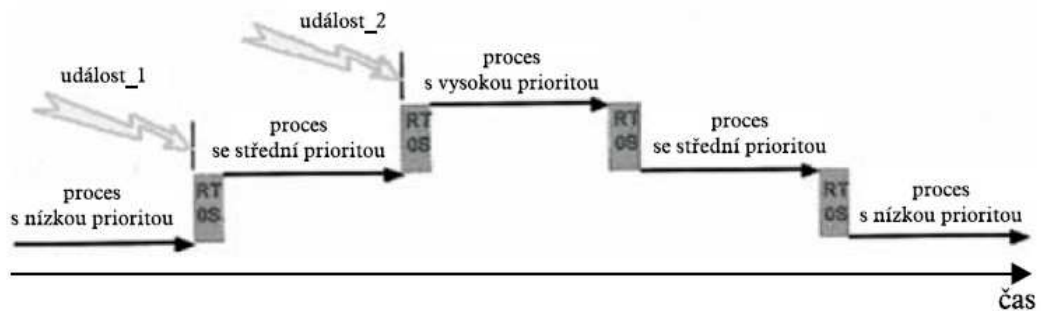 událost_2
událost_1
proces
s vysokou prioritou
proces
se střední prioritou
proces
se střední prioritou
proces
s nízkou prioritou
proces
s nízkou prioritou
RT
OS
RT
OS
RT
OS
RT
OS
čas